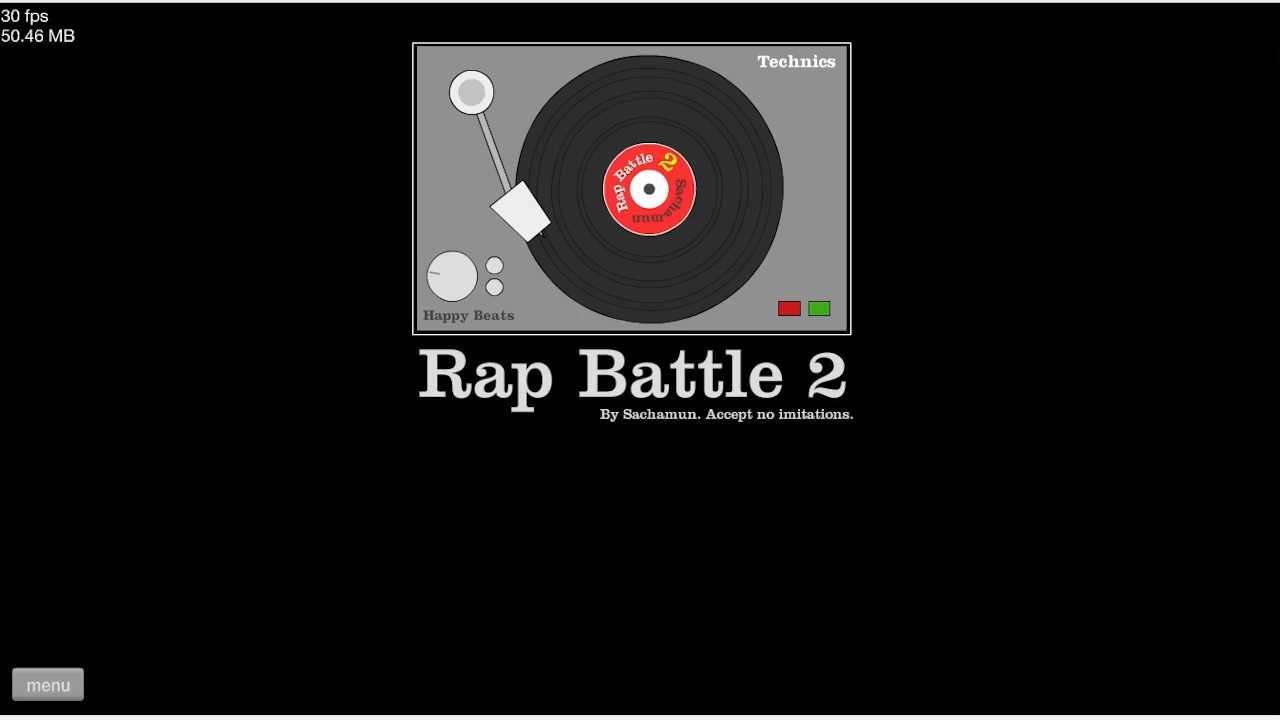 30 fps
50.46 MB
Technics
Rap Battle 2
Sachamun
Happy Beats
Rap Battle 2
By Sachamun. Accept no imitations.
menu